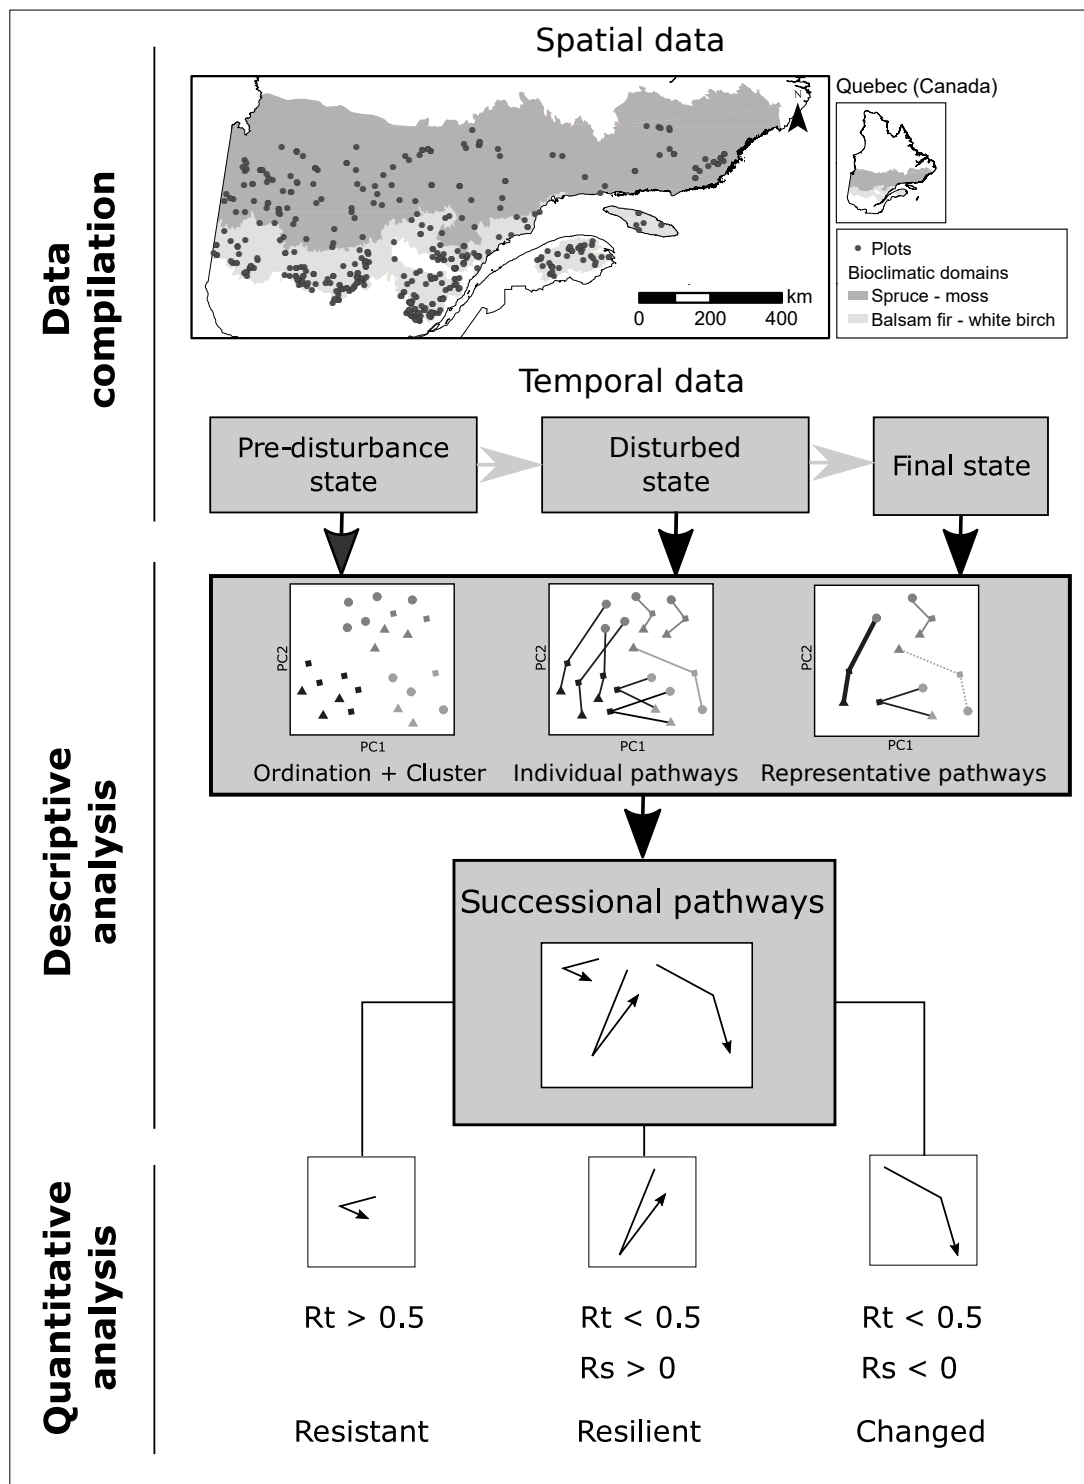 Data
compilation
Spatial data
N
Quebec (Canada)
Plots
Bioclimatic domains
Spruce - moss
Balsam fir - white birch
km
0 200 400
Temporal data
Pre-disturbance
state
Disturbed
state
Final state
Descriptive
analysis
PC2
PC1
Ordination + Cluster
PC2
PC1
Individual pathways
PC2
PC1
Representative pathways
Successional pathways
Quantitative
analysis
Rt > 0.5
Resistant
Rt < 0.5
Rs > 0
Resilient
Rt < 0.5
Rs < 0
Changed